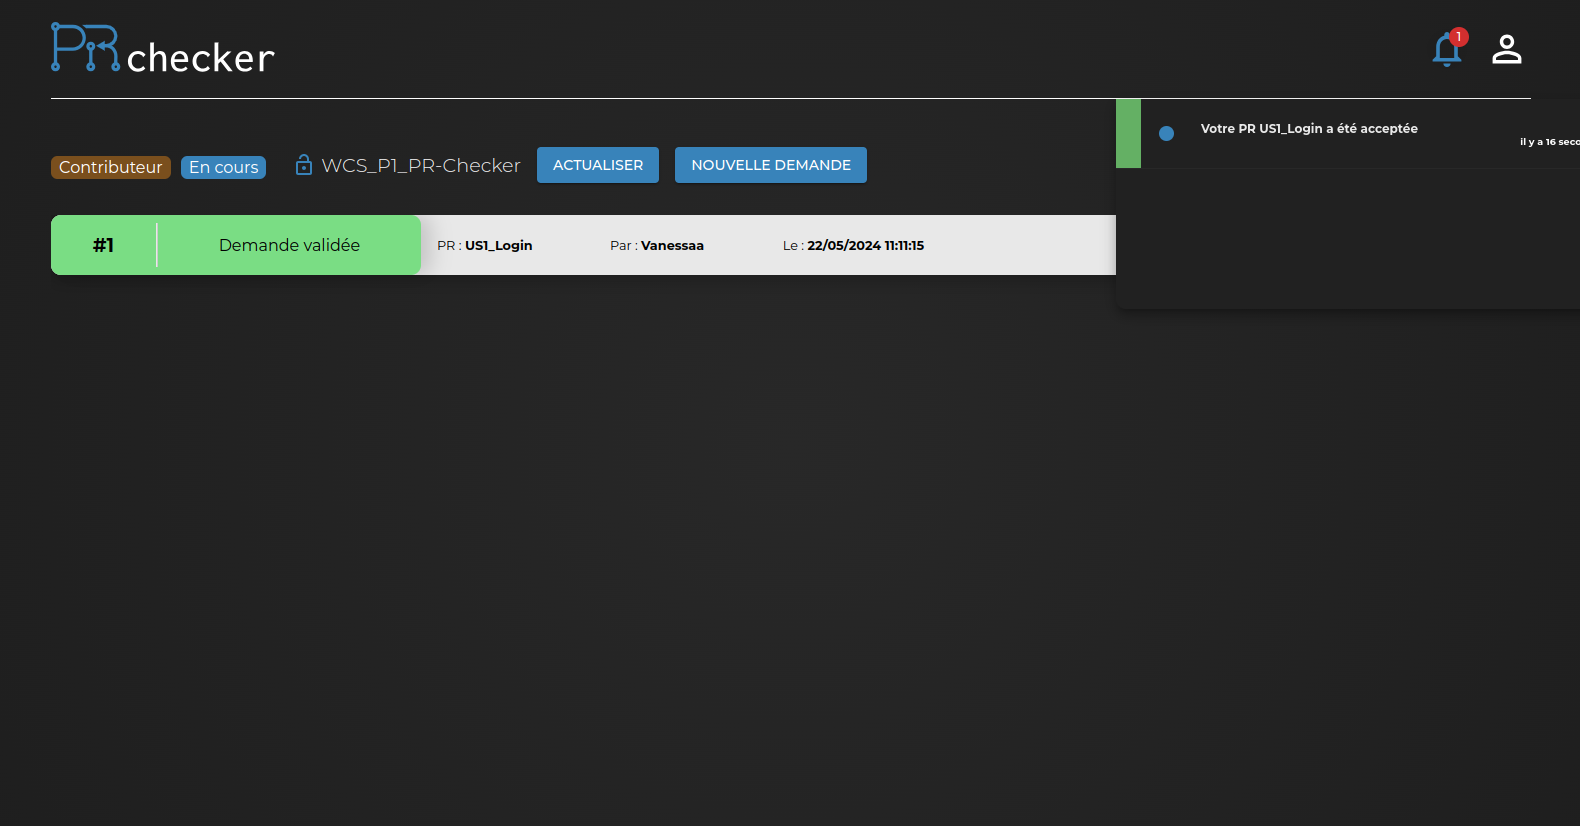 PR checker
1
Votre PR US1_Login a été acceptée
il y a 16 seco
Contributeur
En cours
WCS_P1_PR-Checker
ACTUALISER
NOUVELLE DEMANDE
#1
Demande validée
PR : US1_Login
Par : Vanessaa
Le : 22/05/2024 11:11:15